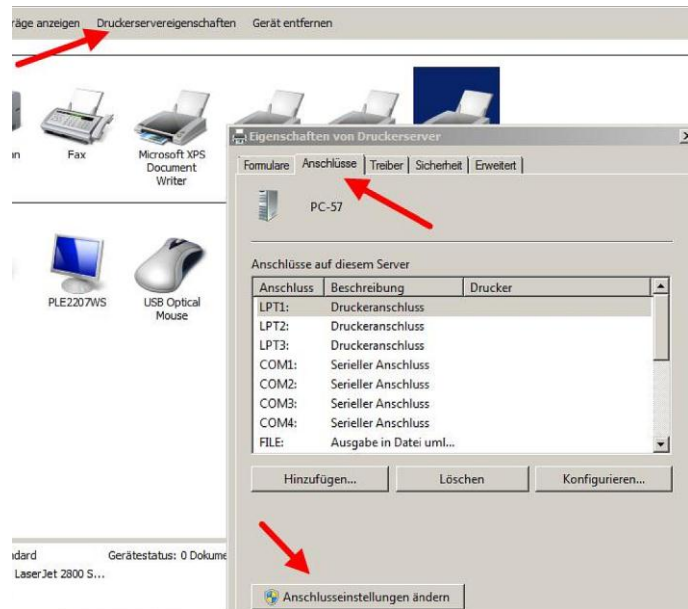 räge anzeigen Druckerservereigenschaften Gerät entfernen
Fax
Microsoft XPS
Document
Writer
Eigenschaften von Druckerserver
Formulare Anschlüsse Treiber Sicherheit Erweitert
PC-57
Anschlüsse auf diesem Server
Anschluss Beschreibung Drucker
LPT1: Druckeranschluss
LPT2: Druckeranschluss
LPT3: Druckeranschluss
COM1: Serieller Anschluss
COM2: Serieller Anschluss
COM3: Serieller Anschluss
COM4: Serieller Anschluss
FILE: Ausgabe in Datei uml...
PLE2207WS
USB Optical
Mouse
Hinzufügen... Löschen Konfigurieren...
ndard Gerätestatus: 0 Dokume
LaserJet 2800 S...
Anschlusseinstellungen ändern